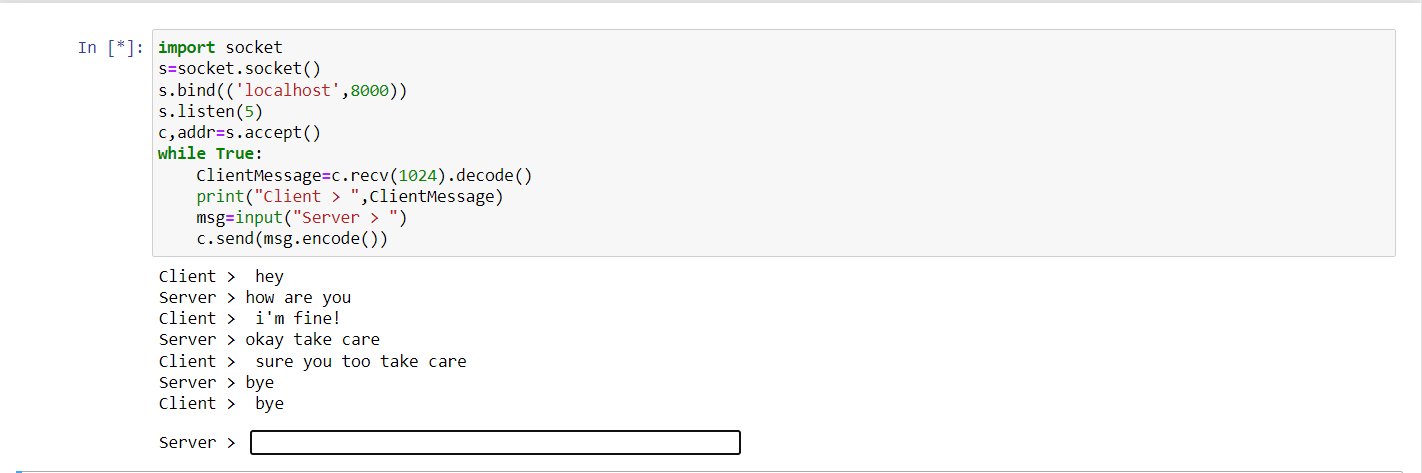 In [*]: import socket
s=socket.socket()
s.bind(('localhost',8000))
s.listen(5)
c,addr=s.accept()
while True:
    ClientMessage=c.recv(1024).decode()
    print("Client > ",ClientMessage)
    msg=input("Server > ")
    c.send(msg.encode())
Client >  hey
Server > how are you
Client >  i'm fine!
Server > okay take care
Client >  sure you too take care
Server > bye
Client >  bye
Server >